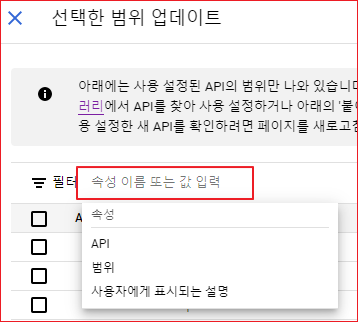 선택한 범위 업데이트
아래에는 사용 설정된 API의 범위만 나와 있습니다
러리에서 API를 찾아 사용 설정하거나 아래의 '붙이
용 설정한 새 API를 확인하려면 페이지를 새로고침
필터 속성 이름 또는 값 입력
속성
API
범위
사용자에게 표시되는 설명